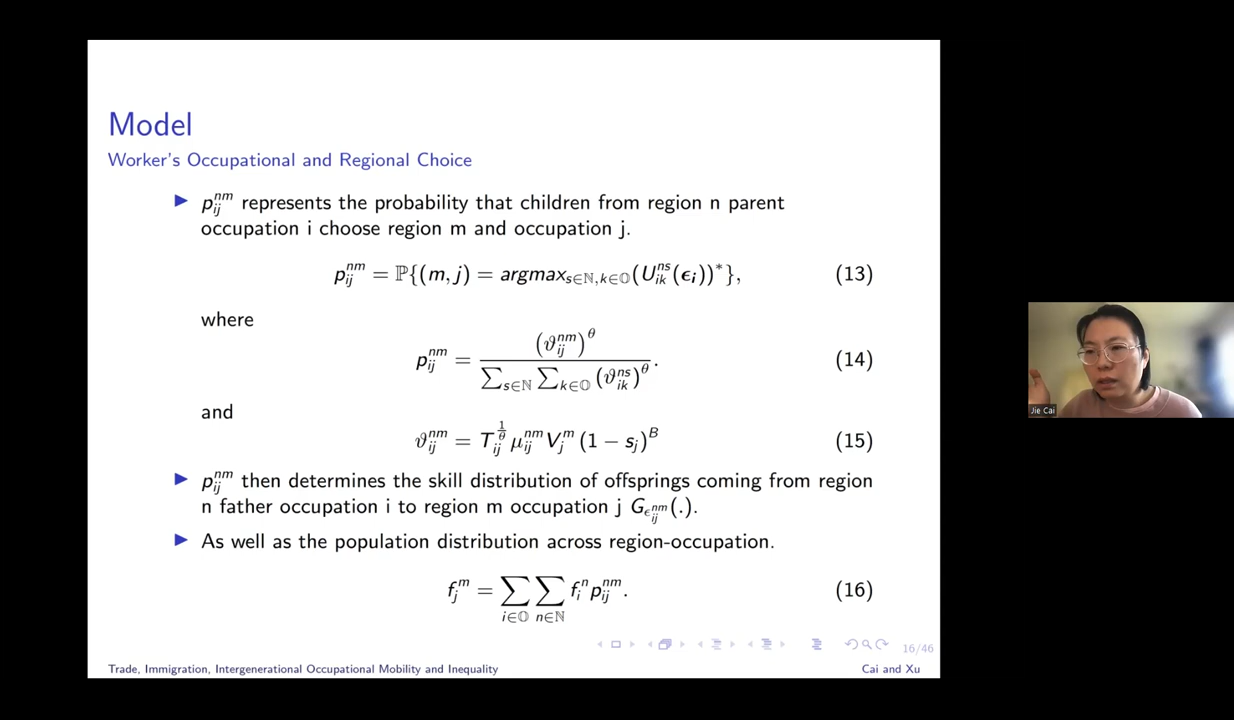 Model
Worker's Occupational and Regional Choice
▶ p_{ij}^{nm} represents the probability that children from region n parent
occupation i choose region m and occupation j.
p_{ij}^{nm} = ℙ{(m, j) = argmax_{s∈ℕ,k∈𝕆}(U_{ik}^{ns}(ϵ_i))^*}, (13)
where
p_{ij}^{nm} = (ϑ_{ij}^{nm})^θ / ∑_{s∈ℕ} ∑_{k∈𝕆} (ϑ_{ik}^{ns})^θ. (14)
and
ϑ_{ij}^{nm} = T_{ij}^{1/θ} μ_{ij}^{nm} V_j^m (1 − s_j)^B (15)
▶ p_{ij}^{nm} then determines the skill distribution of offsprings coming from region
n father occupation i to region m occupation j G_{ϵ_{ij}^{nm}}(.).
▶ As well as the population distribution across region-occupation.
f_j^m = ∑_{i∈𝕆} ∑_{n∈ℕ} f_i^n p_{ij}^{nm}. (16)
16/46
Trade, Immigration, Intergenerational Occupational Mobility and Inequality Cai and Xu
Jie Cai